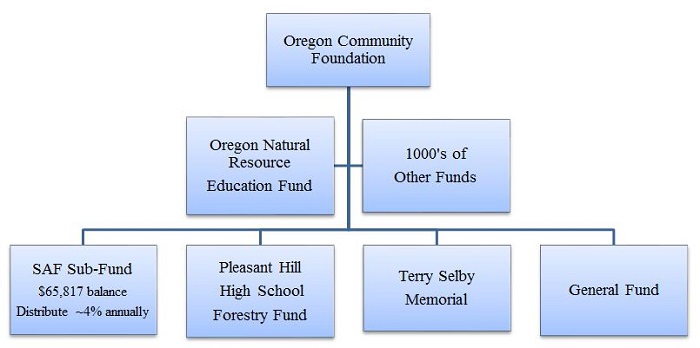 Oregon Community
Foundation
Oregon Natural
Resource
Education Fund
1000's of
Other Funds
SAF Sub-Fund
$65,817 balance
Distribute ~4% annually
Pleasant Hill
High School
Forestry Fund
Terry Selby
Memorial
General Fund